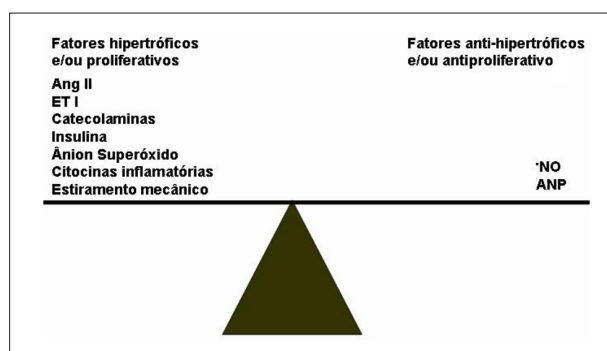 Fatores hipertróficos
e/ou proliferativos
Ang II
ET I
Catecolaminas
Insulina
Ânion Superóxido
Citocinas inflamatórias
Estiramento mecânico
Fatores anti-hipertróficos
e/ou antiproliferativo
·NO
ANP